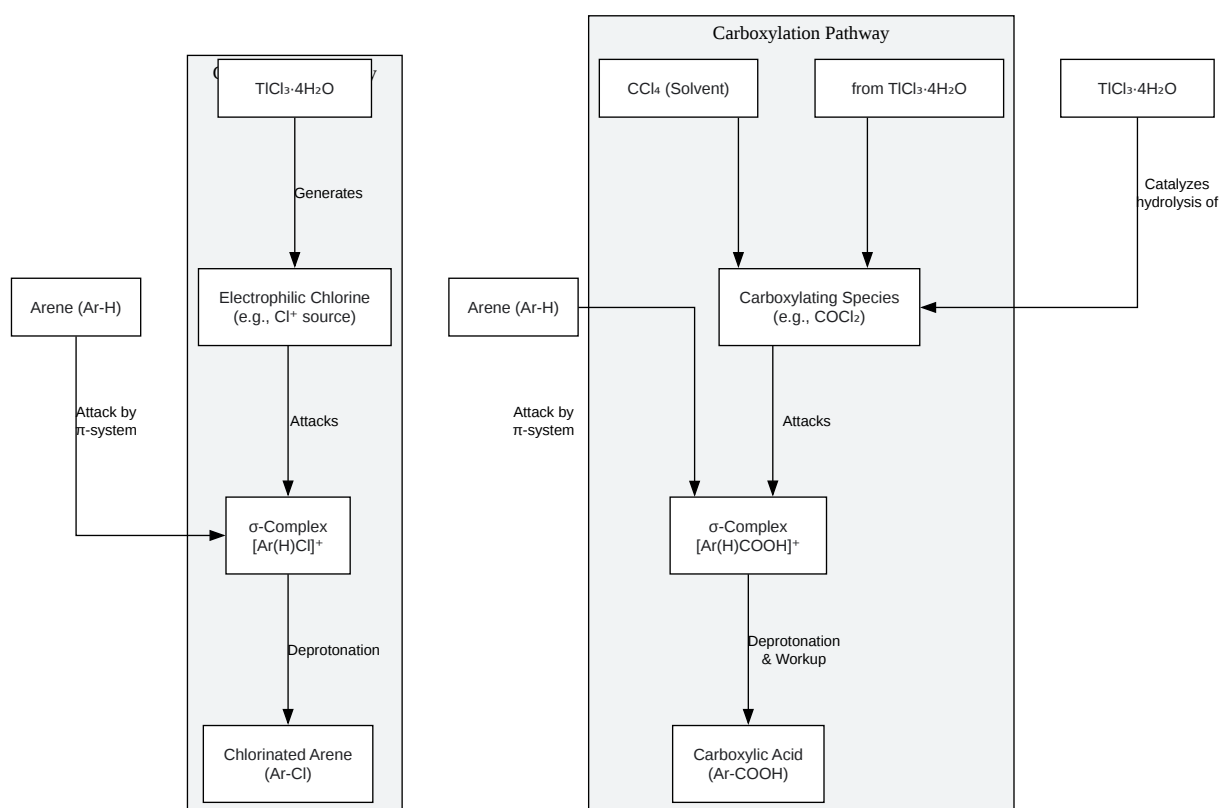 Carboxylation Pathway
TlCl₃·4H₂O
CCl₄ (Solvent)
from TlCl₃·4H₂O
TlCl₃·4H₂O
Generates
Catalyzes
hydrolysis of
Arene (Ar-H)
Electrophilic Chlorine
(e.g., Cl⁺ source)
Arene (Ar-H)
Carboxylating Species
(e.g., COCl₂)
Attack by
π-system
Attacks
Attack by
π-system
Attacks
σ-Complex
[Ar(H)Cl]⁺
σ-Complex
[Ar(H)COOH]⁺
Deprotonation
Deprotonation
& Workup
Chlorinated Arene
(Ar-Cl)
Carboxylic Acid
(Ar-COOH)